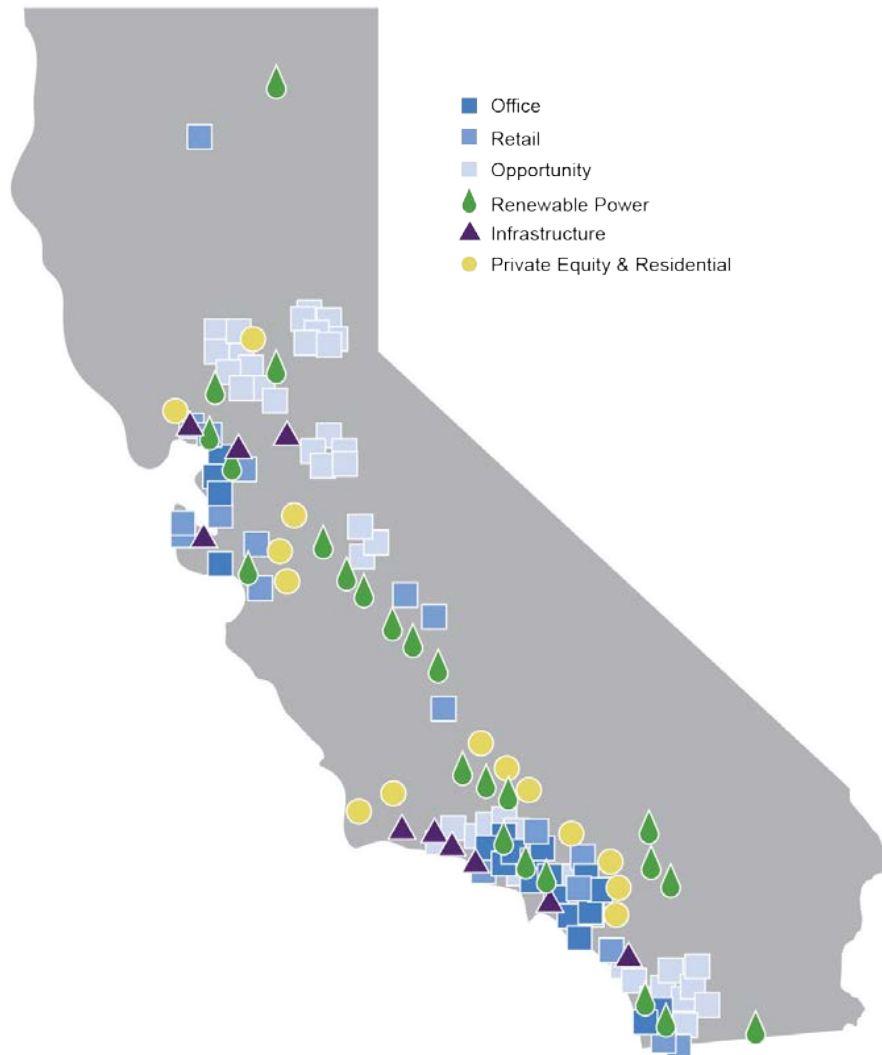 Office
Retail
Opportunity
Renewable Power
Infrastructure
Private Equity & Residential